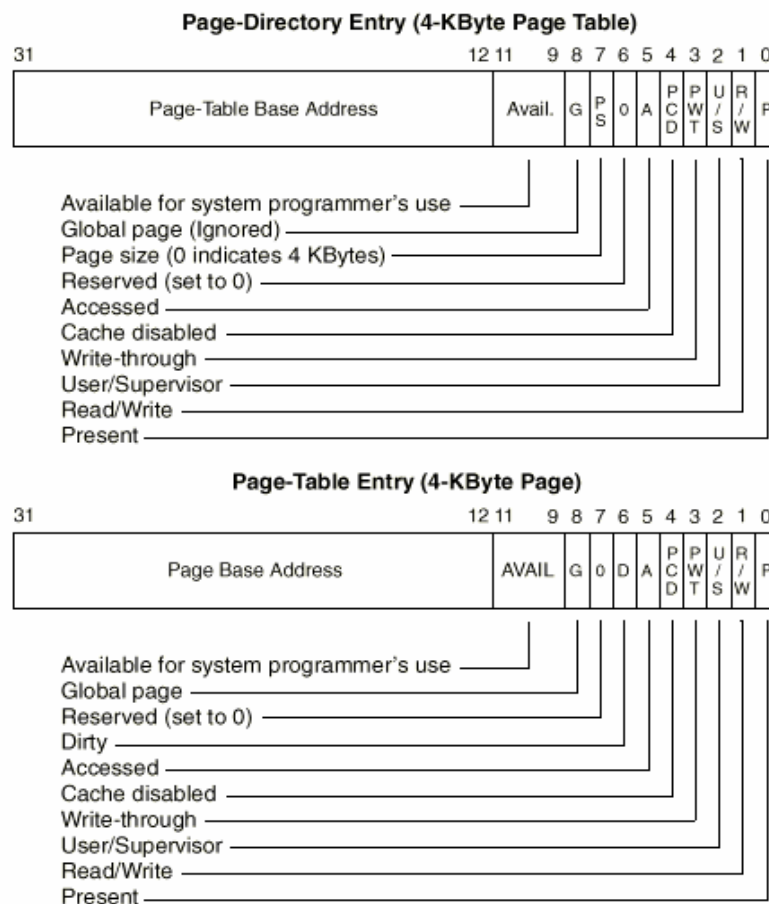 Page-Directory Entry (4-KByte Page Table)
31 12 11 9 8 7 6 5 4 3 2 1 0
Page-Table Base Address Avail. G PS 0 A PCD PWT U/S R/W P
Available for system programmer's use
Global page (Ignored)
Page size (0 indicates 4 KBytes)
Reserved (set to 0)
Accessed
Cache disabled
Write-through
User/Supervisor
Read/Write
Present
Page-Table Entry (4-KByte Page)
31 12 11 9 8 7 6 5 4 3 2 1 0
Page Base Address AVAIL G 0 D A PCD PWT U/S R/W P
Available for system programmer's use
Global page
Reserved (set to 0)
Dirty
Accessed
Cache disabled
Write-through
User/Supervisor
Read/Write
Present